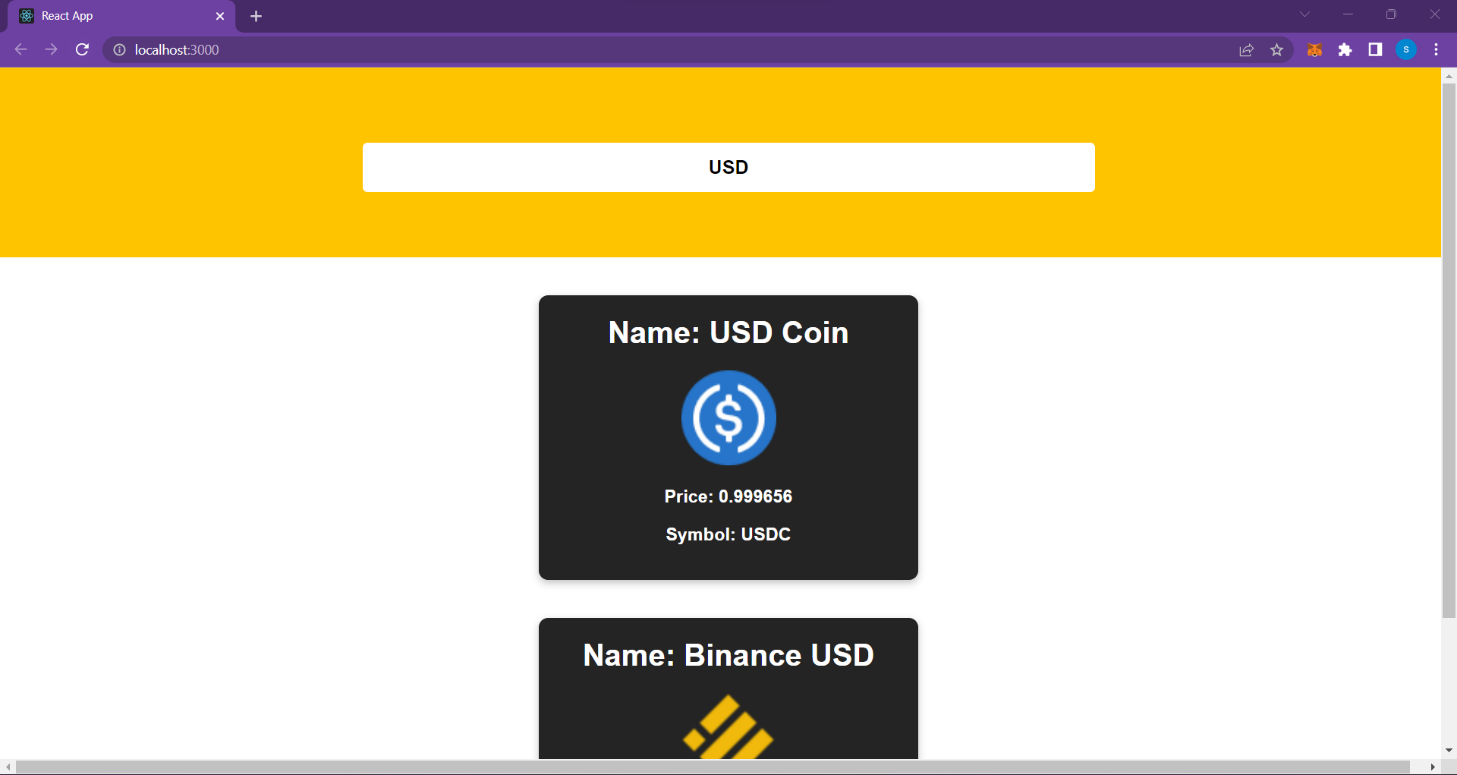 React App
localhost:3000
S
USD
Name: USD Coin
$
Price: 0.999656
Symbol: USDC
Name: Binance USD